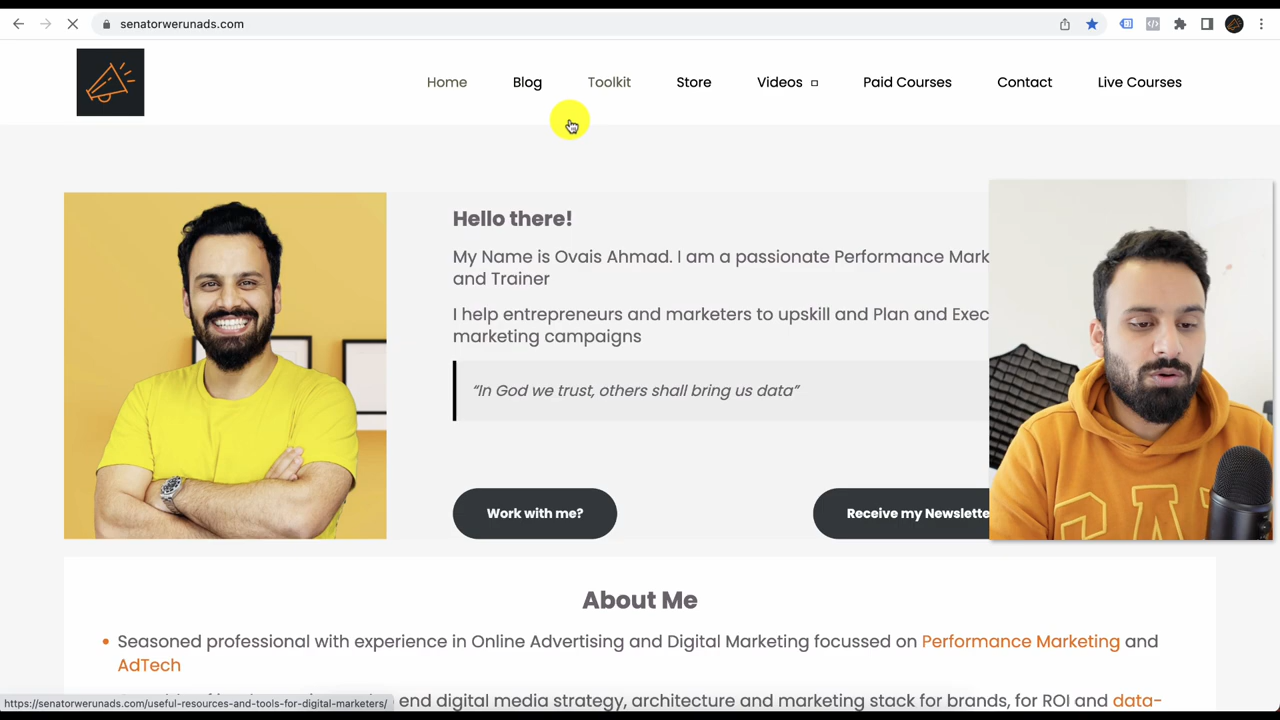 senatorwerunads.com
Home Blog Toolkit Store Videos Paid Courses Contact Live Courses
Hello there!
My Name is Ovais Ahmad. I am a passionate Performance Mark
and Trainer
I help entrepreneurs and marketers to upskill and Plan and Exec
marketing campaigns
“In God we trust, others shall bring us data”
Work with me? Receive my Newslette
About Me
Seasoned professional with experience in Online Advertising and Digital Marketing focussed on Performance Marketing and
AdTech
end digital media strategy, architecture and marketing stack for brands, for ROI and data-
https://senatorwerunads.com/useful-resources-and-tools-for-digital-marketers/